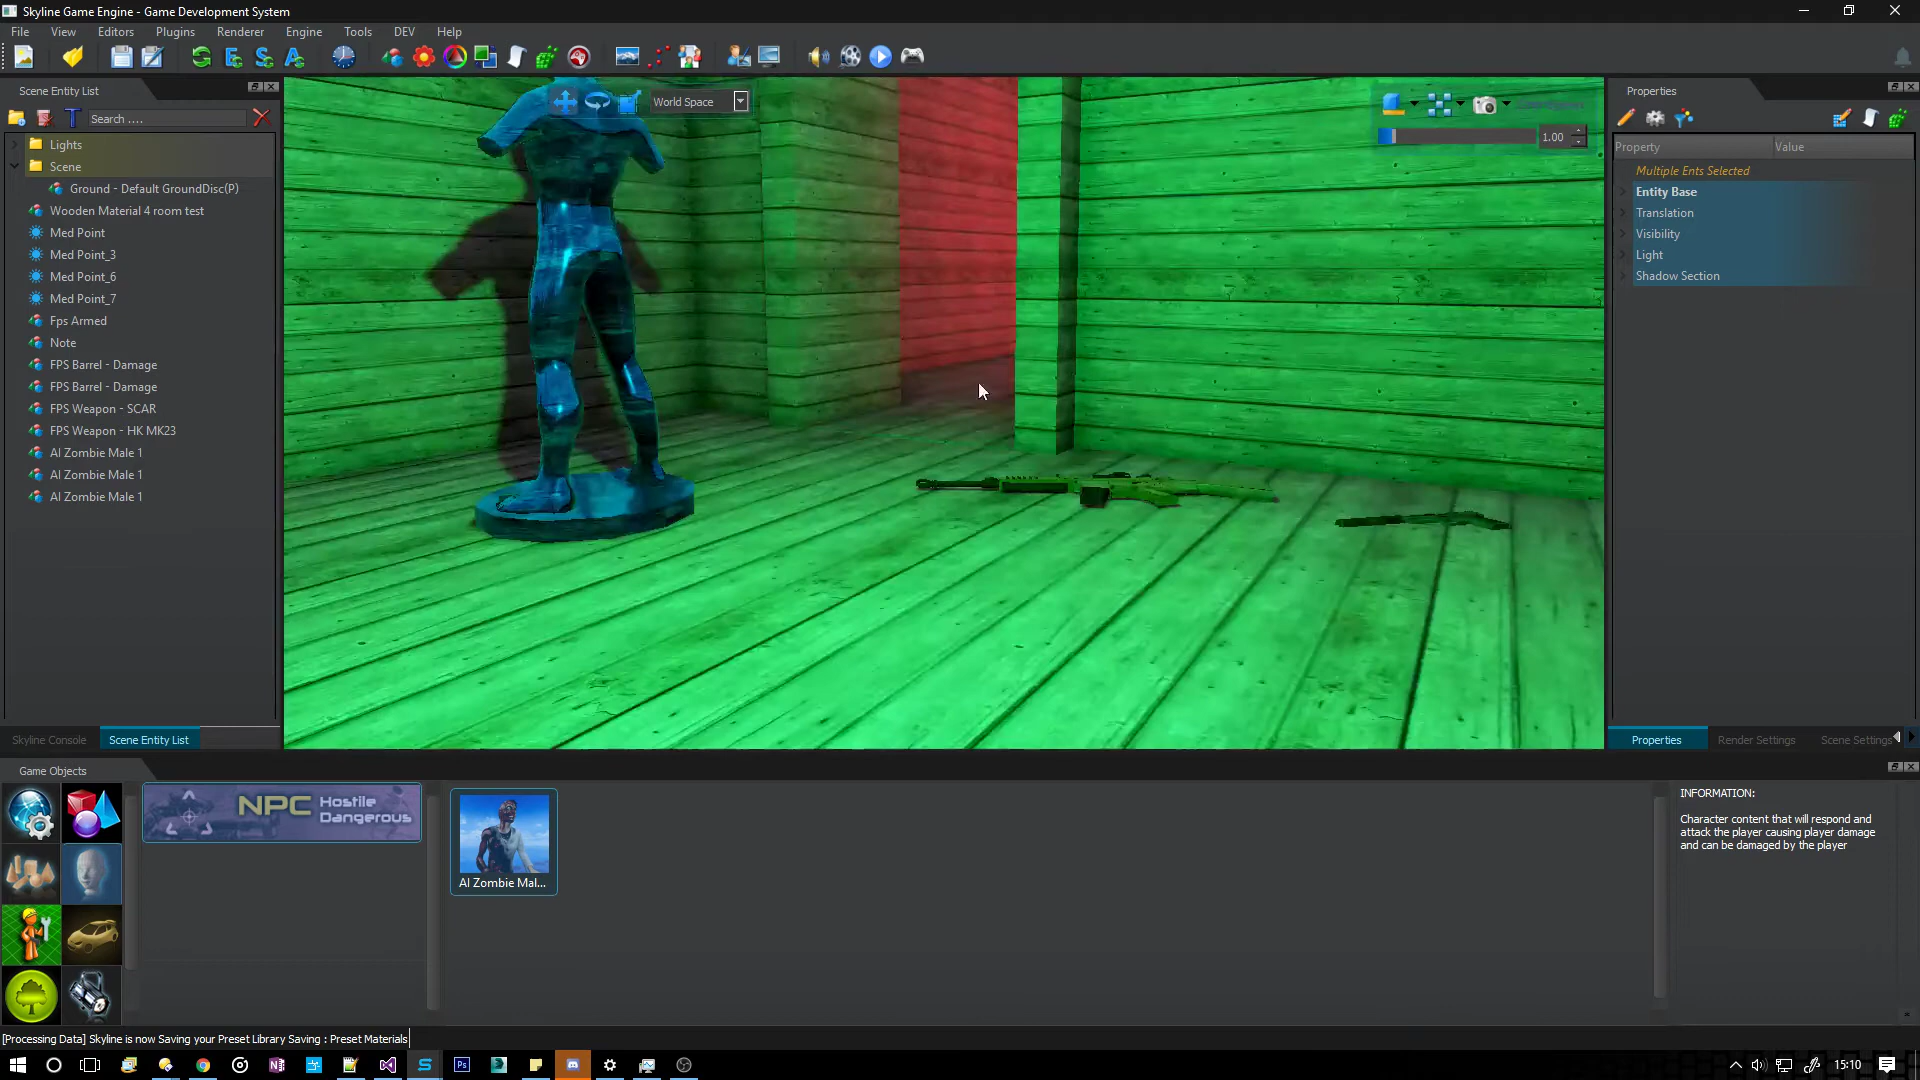 Skyline Game Engine - Game Development System
File View Editors Plugins Renderer Engine Tools DEV Help
Scene Entity List
Search ....
Lights
Scene
Ground - Default GroundDisc(P)
Wooden Material 4 room test
Med Point
Med Point_3
Med Point_6
Med Point_7
Fps Armed
Note
FPS Barrel - Damage
FPS Barrel - Damage
FPS Weapon - SCAR
FPS Weapon - HK MK23
AI Zombie Male 1
AI Zombie Male 1
AI Zombie Male 1
Skyline Console Scene Entity List
World Space
1.00
Properties
Property Value
Multiple Ents Selected
Entity Base
Translation
Visibility
Light
Shadow Section
Properties Render Settings Scene Settings
Game Objects
NPC Hostile
Dangerous
AI Zombie Mal...
INFORMATION:
Character content that will respond and
attack the player causing player damage
and can be damaged by the player
[Processing Data] Skyline is now Saving your Preset Library Saving : Preset Materials
15:10